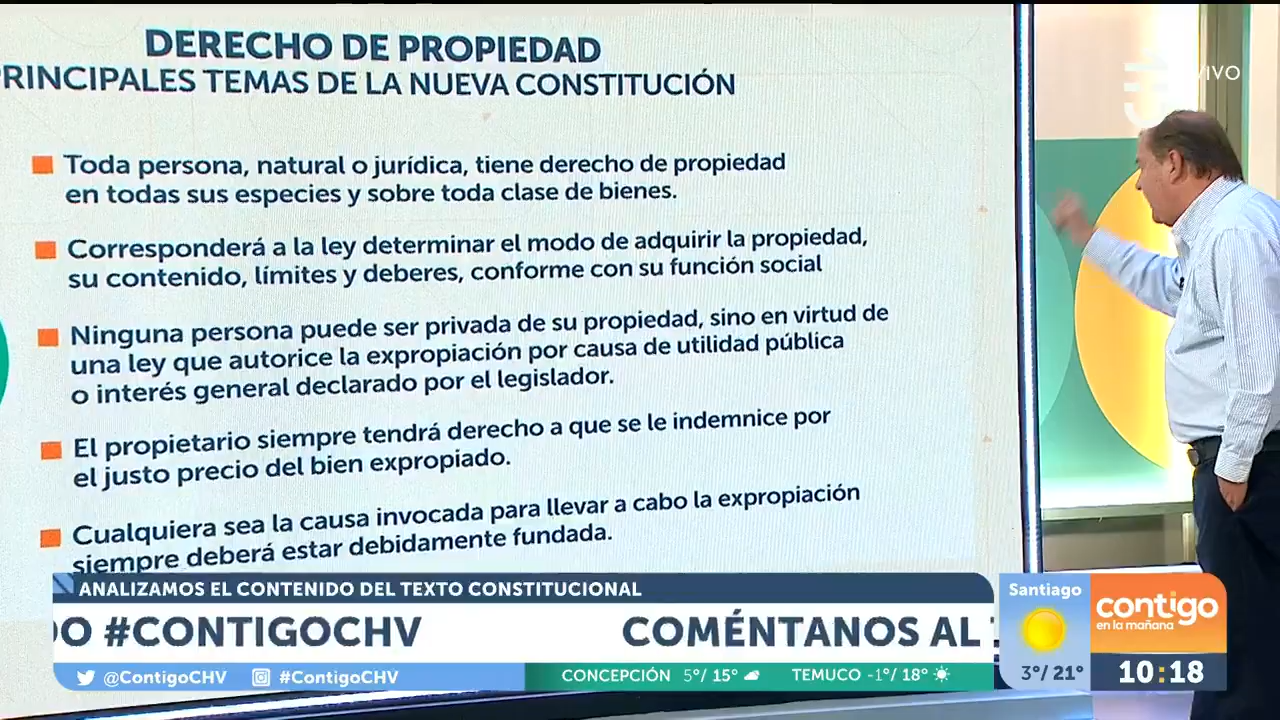 DERECHO DE PROPIEDAD
PRINCIPALES TEMAS DE LA NUEVA CONSTITUCIÓN
VIVO
Toda persona, natural o jurídica, tiene derecho de propiedad
en todas sus especies y sobre toda clase de bienes.
Corresponderá a la ley determinar el modo de adquirir la propiedad,
su contenido, límites y deberes, conforme con su función social
Ninguna persona puede ser privada de su propiedad, sino en virtud de
una ley que autorice la expropiación por causa de utilidad pública
o interés general declarado por el legislador.
El propietario siempre tendrá derecho a que se le indemnice por
el justo precio del bien expropiado.
Cualquiera sea la causa invocada para llevar a cabo la expropiación
siempre deberá estar debidamente fundada.
ANALIZAMOS EL CONTENIDO DEL TEXTO CONSTITUCIONAL
#CONTIGOCHV COMÉNTANOS AL
@ContigoCHV #ContigoCHV
CONCEPCIÓN 5°/ 15° TEMUCO -1°/ 18°
Santiago
3°/ 21°
contigo
en la mañana
10:18